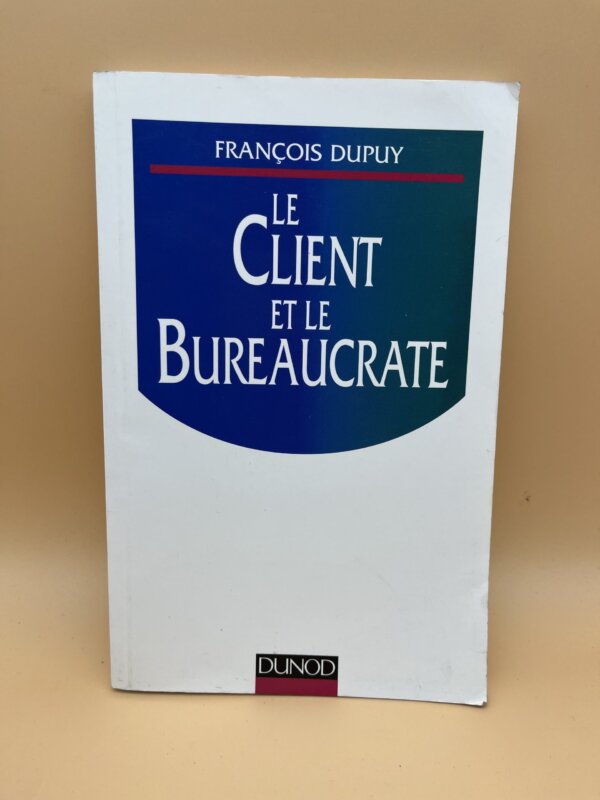 FRANÇOIS DUPUY
LE
CLIENT
ET LE
BUREAUCRATE
DUNOD